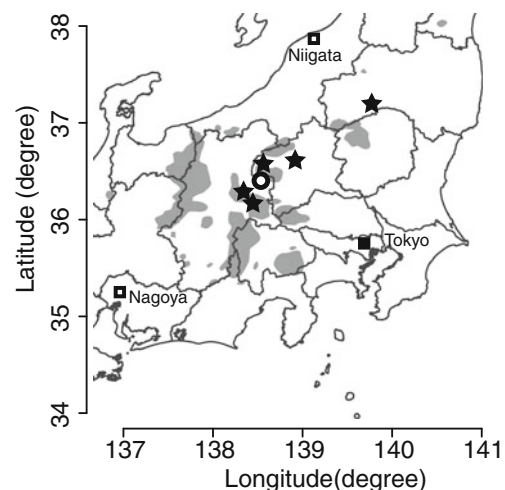 38
37
36
35
34
Latitude (degree)
Niigata
Tokyo
Nagoya
137 138 139 140 141
Longitude(degree)